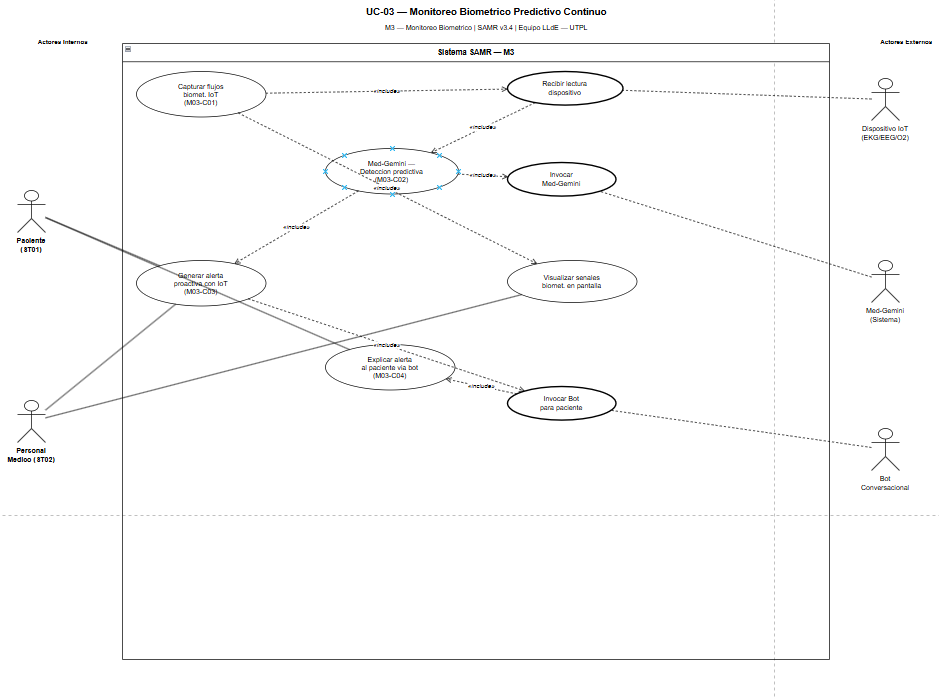 UC-03 — Monitoreo Biometrico Predictivo Continuo
M3 — Monitoreo Biometrico | SAMR v3.4 | Equipo LLdE — UTPL
Actores Internos
Actores Externos
Sistema SAMR — M3
Capturar flujos
biomet. IoT
(M03-C01)
«include»
Recibir lectura
dispositivo
Dispositivo IoT
(EKG/EEG/O2)
«include»
Med-Gemini —
Deteccion predictiva
(M03-C02)
«include»
«include»
Invocar
Med-Gemini
«include»
Paciente
(ST01)
Generar alerta
proactiva con IoT
(M03-C03)
Visualizar senales
biomet. en pantalla
Med-Gemini
(Sistema)
«include»
Explicar alerta
al paciente via bot
(M03-C04)
«include»
Invocar Bot
para paciente
Personal
Medico (ST02)
Bot
Conversacional